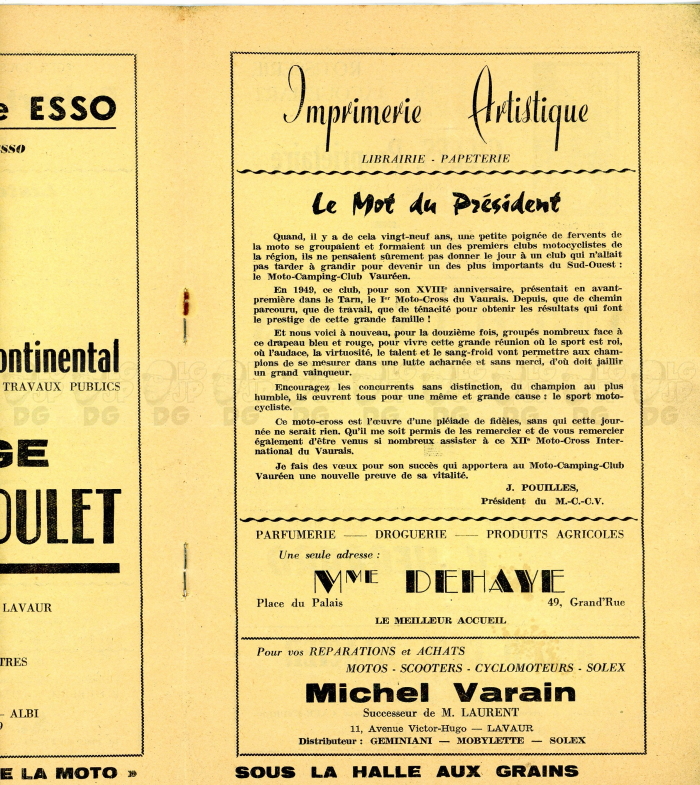 e ESSO
ESSO
ontinental
TRAVAUX PUBLICS
GE
OULET
LAVAUR
TRES
— ALBI
9
E LA MOTO »
Imprimerie Artistique
LIBRAIRIE - PAPETERIE
Le Mot du Président
Quand, il y a de cela vingt-neuf ans, une petite poignée de fervents de
la moto se groupaient et formaient un des premiers clubs motocyclistes de
la région, ils ne pensaient sûrement pas donner le jour à un club qui n'allait
pas tarder à grandir pour devenir un des plus importants du Sud-Ouest :
le Moto-Camping-Club Vauréen.
En 1949, ce club, pour son XVIIIe anniversaire, présentait en avant-
première dans le Tarn, le Ier Moto-Cross du Vaurais. Depuis, que de chemin
parcouru, que de travail, que de ténacité pour obtenir les résultats qui font
le prestige de cette grande famille !
Et nous voici à nouveau, pour la douzième fois, groupés nombreux face à
ce drapeau bleu et rouge, pour vivre cette grande réunion où le sport est roi,
où l'audace, la virtuosité, le talent et le sang-froid vont permettre aux cham-
pions de se mesurer dans une lutte acharnée et sans merci, d'où doit jaillir
un grand vainqueur.
Encouragez les concurrents sans distinction, du champion au plus
humble, ils œuvrent tous pour une même et grande cause : le sport moto-
cycliste.
Ce moto-cross est l'œuvre d'une pléiade de fidèles, sans qui cette jour-
née ne serait rien. Qu'il me soit permis de les remercier et de vous remercier
également d'être venus si nombreux assister à ce XIIe Moto-Cross Inter-
national du Vaurais.
Je fais des vœux pour son succès qui apportera au Moto-Camping-Club
Vauréen une nouvelle preuve de sa vitalité.
J. POUILLES,
Président du M.-C.-C.V.
PARFUMERIE — DROGUERIE — PRODUITS AGRICOLES
Une seule adresse :
MME DEHAYE
Place du Palais 49, Grand'Rue
LE MEILLEUR ACCUEIL
Pour vos REPARATIONS et ACHATS
MOTOS - SCOOTERS - CYCLOMOTEURS - SOLEX
Michel Varain
Successeur de M. LAURENT
11, Avenue Victor-Hugo — LAVAUR
Distributeur : GEMINIANI — MOBYLETTE — SOLEX
SOUS LA HALLE AUX GRAINS